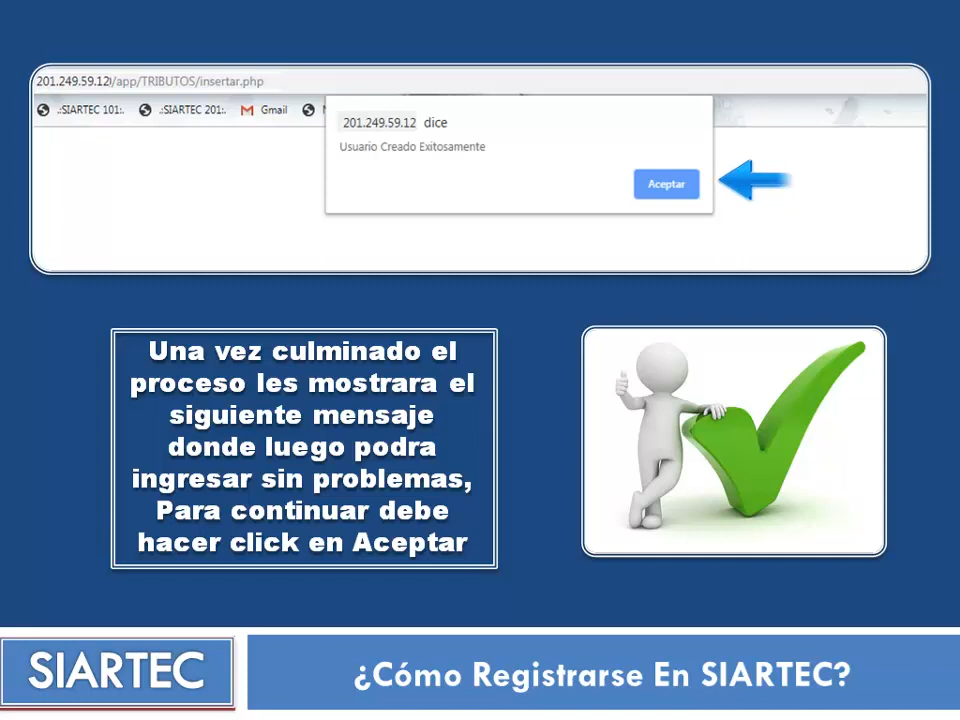 201.249.59.12/app/TRIBUTOS/insertar.php
.:SIARTEC 101:. .:SIARTEC 201:. Gmail
201.249.59.12 dice
Usuario Creado Exitosamente
Aceptar
Una vez culminado el
proceso les mostrara el
siguiente mensaje
donde luego podra
ingresar sin problemas,
Para continuar debe
hacer click en Aceptar
SIARTEC
¿Cómo Registrarse En SIARTEC?